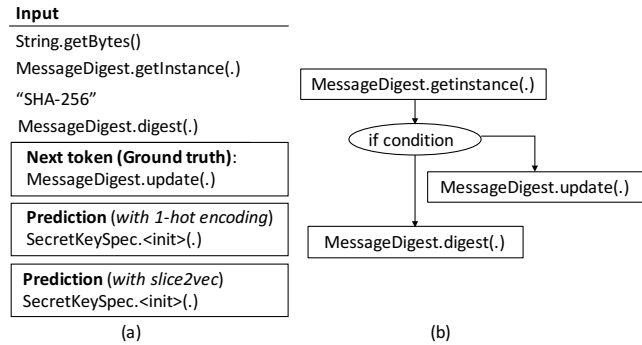 Input
String.getBytes()
MessageDigest.getInstance(.)
“SHA-256”
MessageDigest.digest(.)
Next token (Ground truth):
MessageDigest.update(.)
Prediction (with 1-hot encoding)
SecretKeySpec.<init>(.)
Prediction (with slice2vec)
SecretKeySpec.<init>(.)
(a)
MessageDigest.getinstance(.)
if condition
MessageDigest.update(.)
MessageDigest.digest(.)
(b)